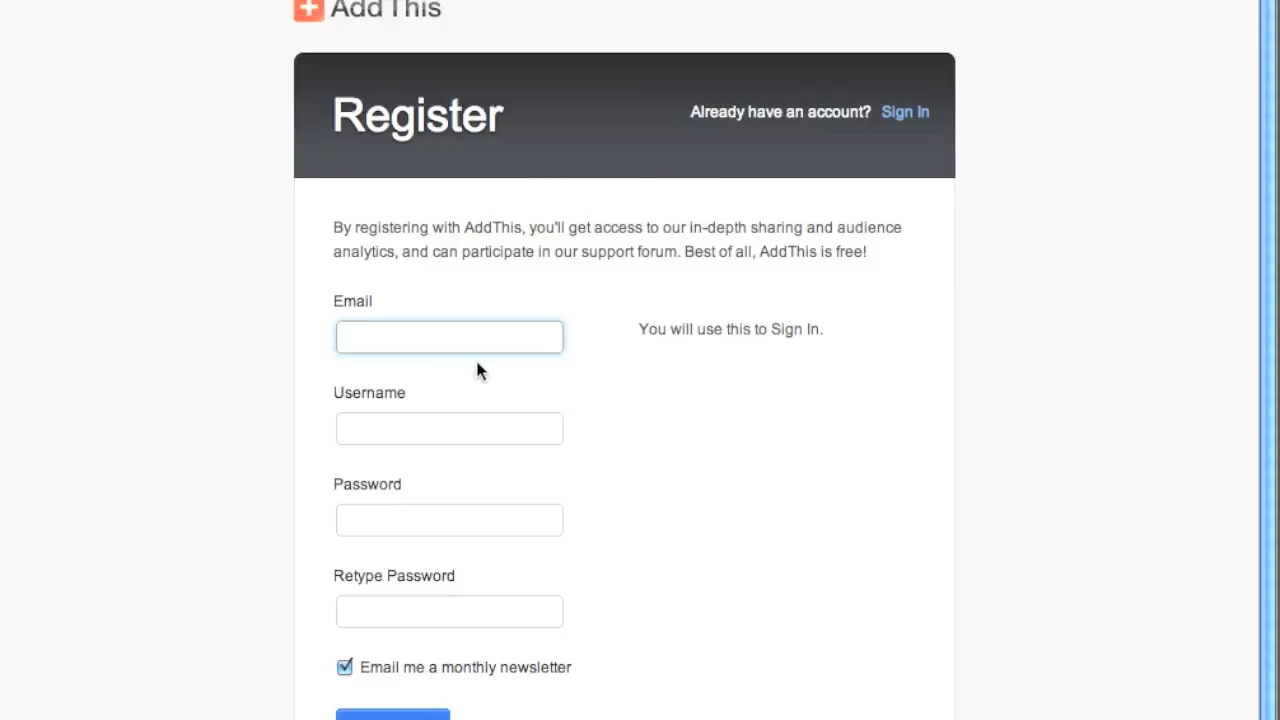 AddThis
Register
Already have an account? Sign In
By registering with AddThis, you'll get access to our in-depth sharing and audience
analytics, and can participate in our support forum. Best of all, AddThis is free!
Email
You will use this to Sign In.
Username
Password
Retype Password
Email me a monthly newsletter